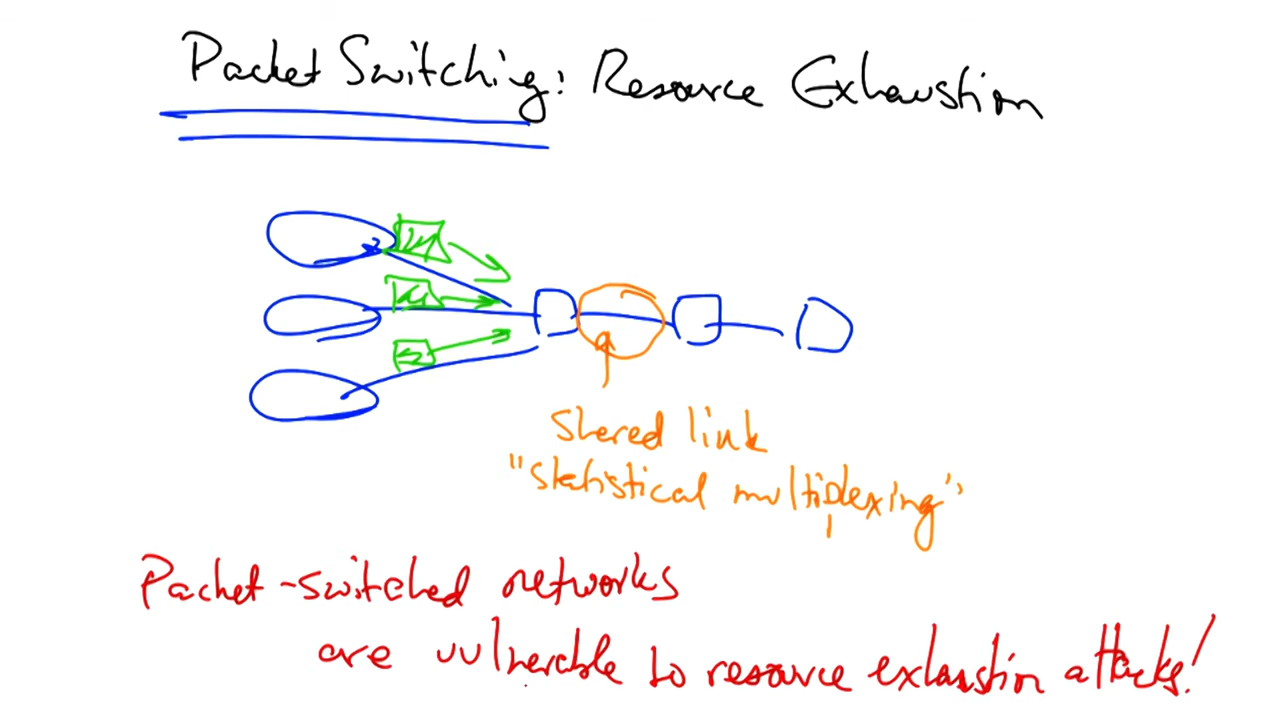 Packet Switching: Resource Exhaustion
Shared link
"statistical multiplexing"
Packet-switched networks
are vulnerable to resource exhaustion attacks!